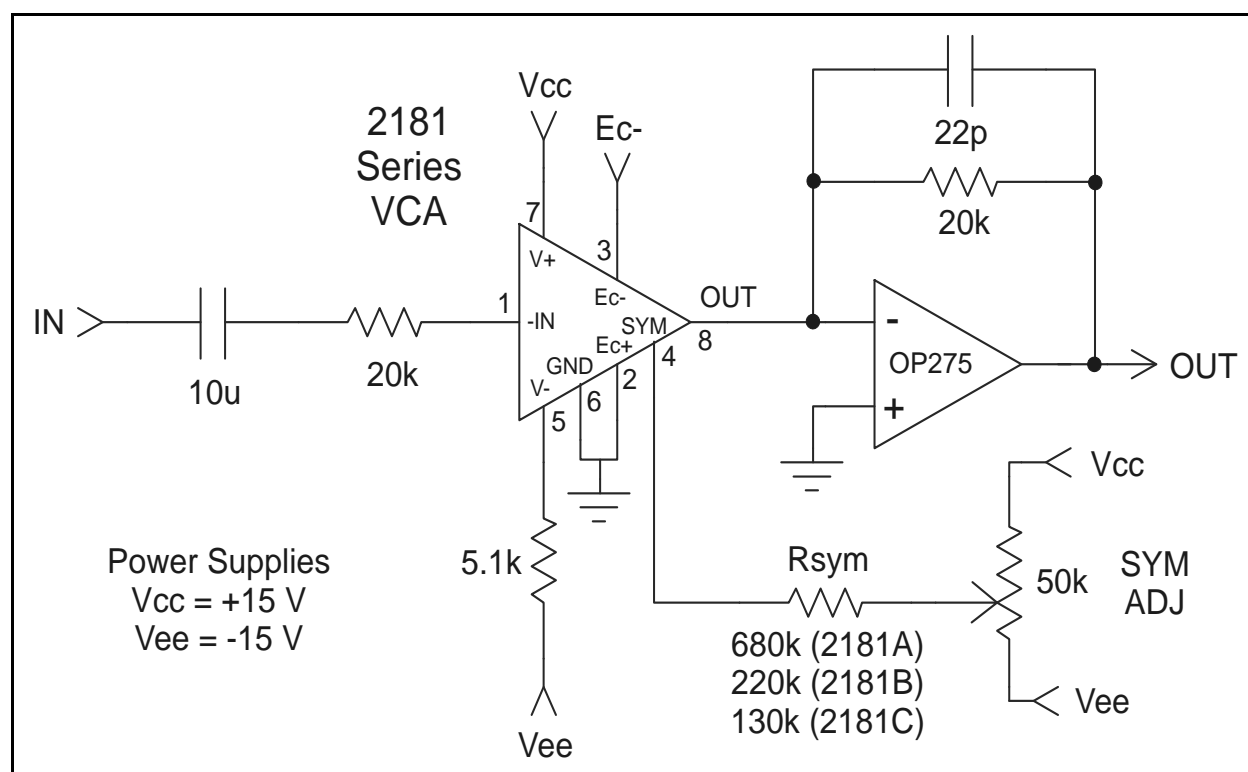 Vcc
2181
Series
VCA
Ec-
22p
20k
7
V+
3
Ec-
IN
1
-IN
SYM
OUT
8
4
Ec+
2
GND
6
V-
5
10u
20k
-
OP275
+
OUT
Vcc
Power Supplies
Vcc = +15 V
Vee = -15 V
5.1k
Rsym
50k
SYM
ADJ
680k (2181A)
220k (2181B)
130k (2181C)
Vee
Vee